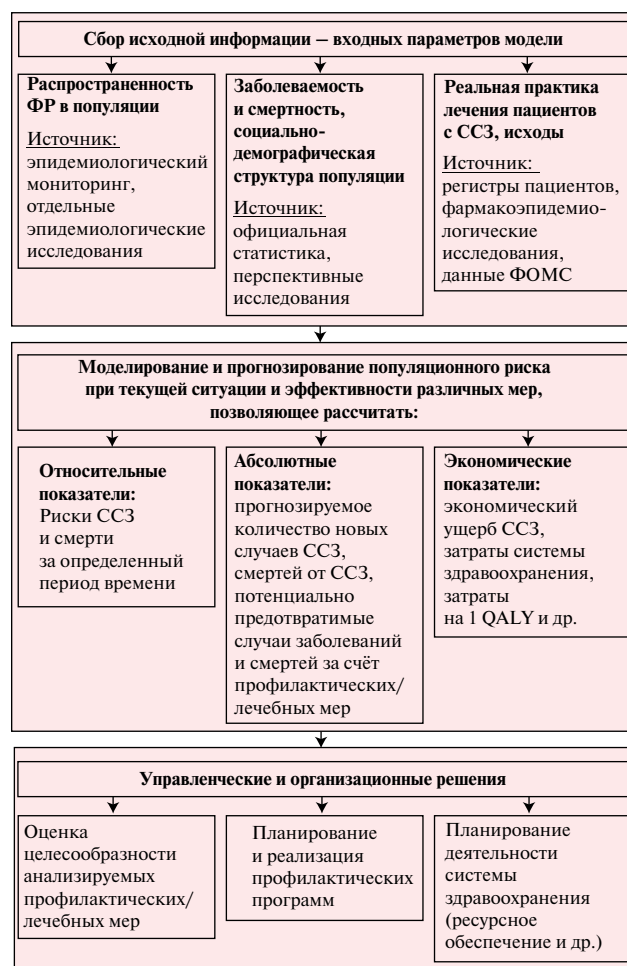 Сбор исходной информации – входных параметров модели
Распространенность
ФР в популяции
Источник:
эпидемиологический
мониторинг,
отдельные
эпидемиологические
исследования
Заболеваемость
и смертность,
социально-
демографическая
структура популяции
Источник:
официальная
статистика,
перспективные
исследования
Реальная практика
лечения пациентов
с ССЗ, исходы
Источник:
регистры пациентов,
фармакоэпидемио-
логические
исследования,
данные ФОМС
Моделирование и прогнозирование популяционного риска
при текущей ситуации и эффективности различных мер,
позволяющее рассчитать:
Относительные
показатели:
Риски ССЗ
и смерти
за определенный
период времени
Абсолютные
показатели:
прогнозируемое
количество новых
случаев ССЗ,
смертей от ССЗ,
потенциально
предотвратимые
случаи заболеваний
и смертей за счёт
профилактических/
лечебных мер
Экономические
показатели:
экономический
ущерб ССЗ,
затраты системы
здравоохранения,
затраты
на 1 QALY и др.
Управленческие и организационные решения
Оценка
целесообразности
анализируемых
профилактических/
лечебных мер
Планирование
и реализация
профилактических
программ
Планирование
деятельности
системы
здравоохранения
(ресурсное
обеспечение и др.)